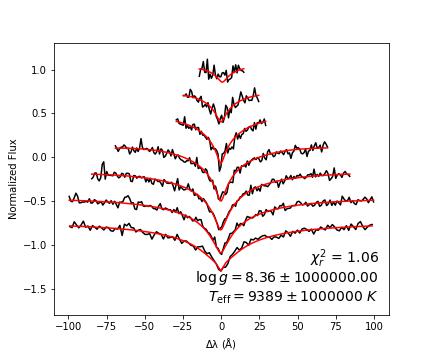 1.0
0.5
0.0
−0.5
−1.0
−1.5
Normalized Flux
χ²ᵣ = 1.06
log g = 8.36 ± 1000000.00
T_eff = 9389 ± 1000000 K
−100 −75 −50 −25 0 25 50 75 100
Δλ (Å)